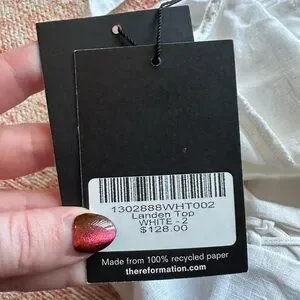 1302888WHT002
Landen Top
WHITE - 2
$128.00
Made from 100% recycled paper
thereformation.com